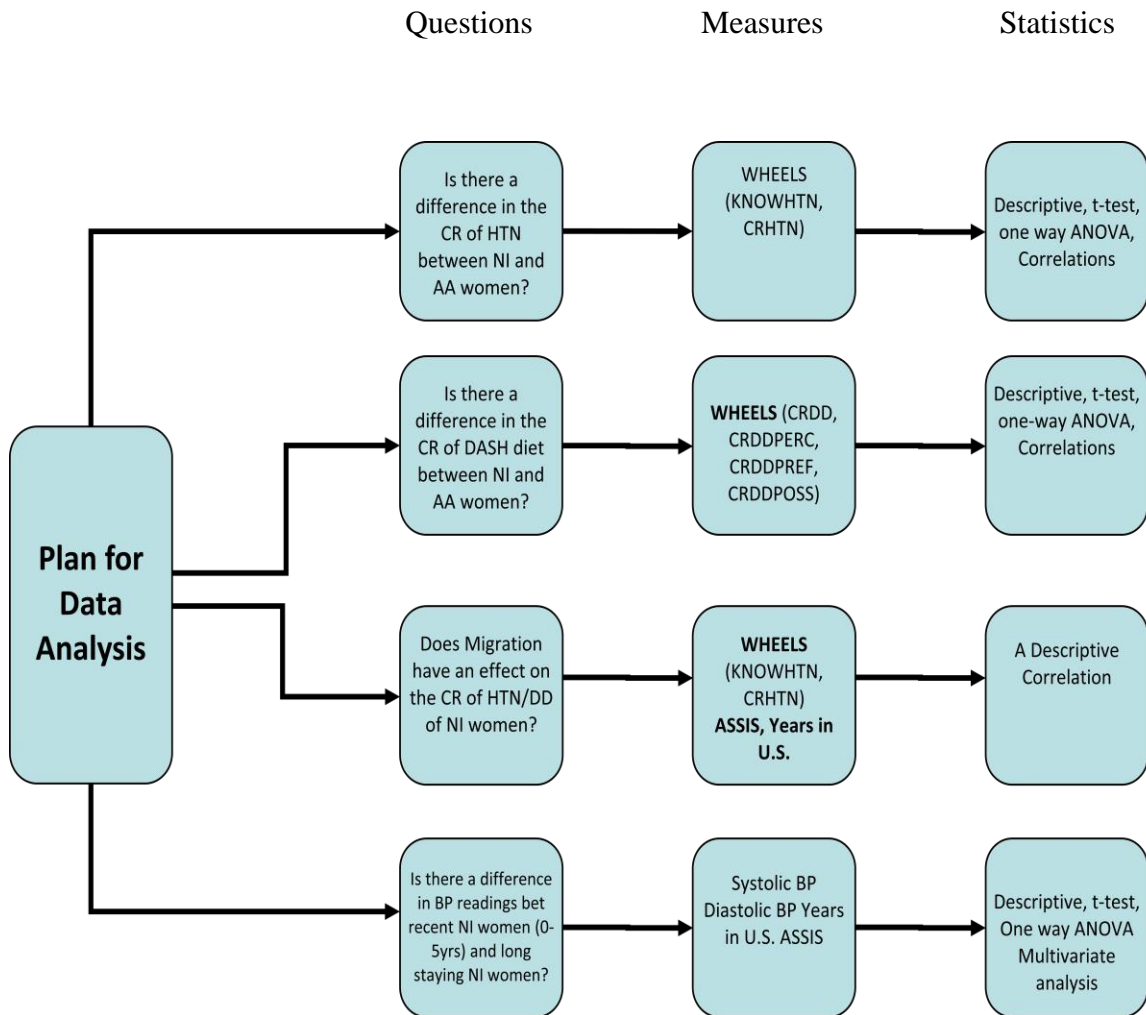 Questions
Measures
Statistics
Plan for
Data
Analysis
Is there a
difference in the
CR of HTN
between NI and
AA women?
WHEELS
(KNOWHTN,
CRHTN)
Descriptive, t-test,
one way ANOVA,
Correlations
Is there a
difference in the
CR of DASH diet
between NI and
AA women?
WHEELS (CRDD,
CRDDPERC,
CRDDPREF,
CRDDPOSS)
Descriptive, t-test,
one-way ANOVA,
Correlations
Does Migration
have an effect on
the CR of HTN/DD
of NI women?
WHEELS
(KNOWHTN,
CRHTN)
ASSIS, Years in
U.S.
A Descriptive
Correlation
Is there a difference
in BP readings bet
recent NI women (0-
5yrs) and long
staying NI women?
Systolic BP
Diastolic BP Years
in U.S. ASSIS
Descriptive, t-test,
One way ANOVA
Multivariate
analysis